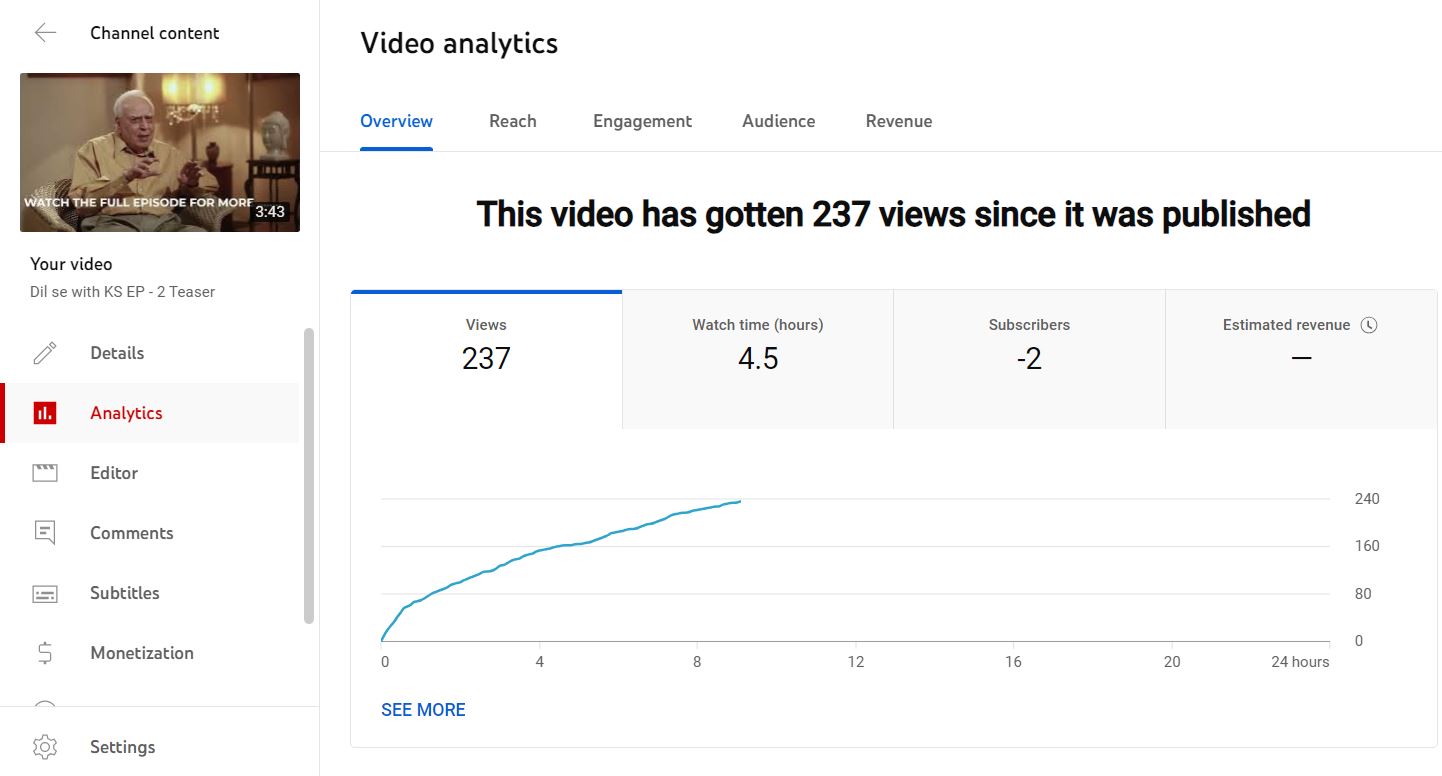 Channel content
WATCH THE FULL EPISODE FOR MORE
3:43
Your video
Dil se with KS EP - 2 Teaser
Details
Analytics
Editor
Comments
Subtitles
Monetization
Settings
Video analytics
Overview Reach Engagement Audience Revenue
This video has gotten 237 views since it was published
Views Watch time (hours) Subscribers Estimated revenue
237 4.5 -2 —
240
160
80
0
0 4 8 12 16 20 24 hours
SEE MORE